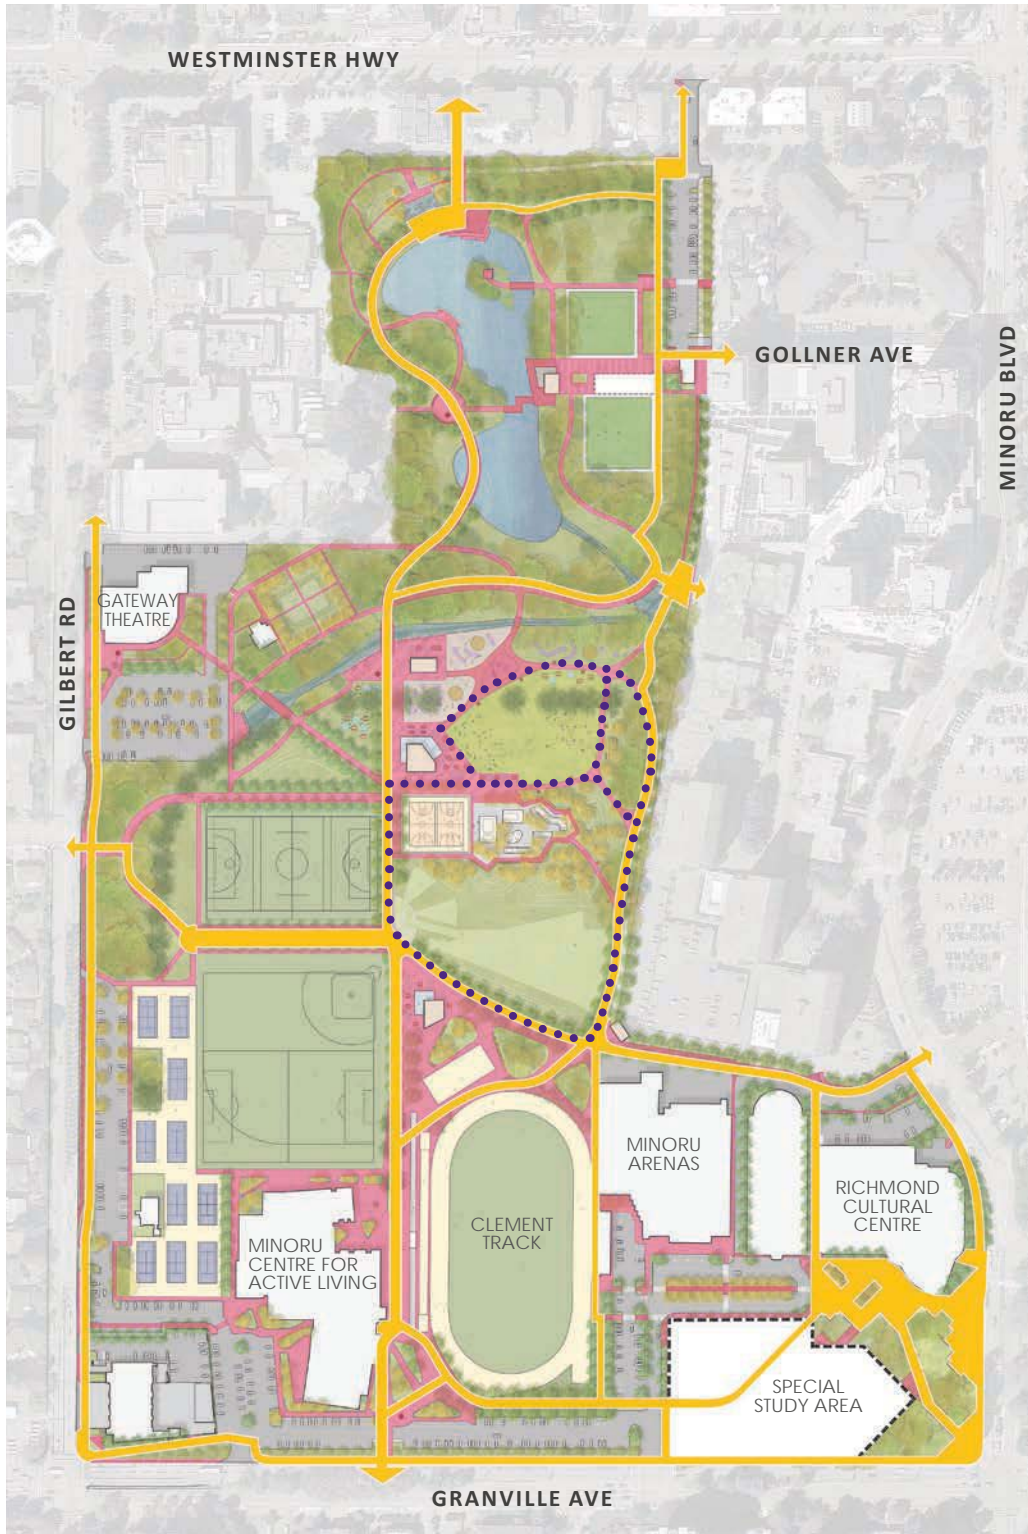 WESTMINSTER HWY
GOLLNER AVE
MINORU BLVD
GATEWAY
THEATRE
GILBERT RD
MINORU
ARENAS
RICHMOND
CULTURAL
CENTRE
CLEMENT
TRACK
MINORU
CENTRE FOR
ACTIVE LIVING
SPECIAL
STUDY AREA
GRANVILLE AVE